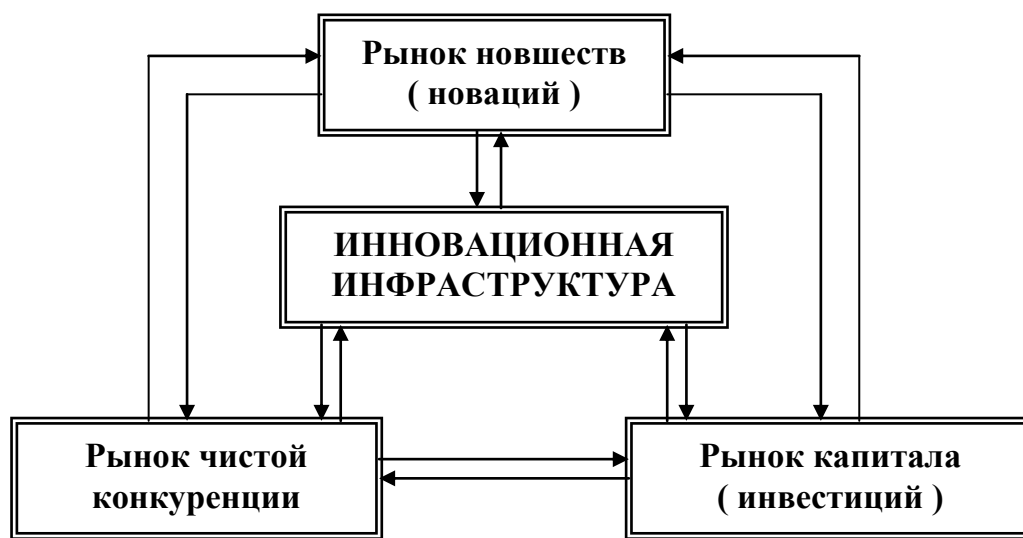 Рынок новшеств
( новаций )
ИННОВАЦИОННАЯ
ИНФРАСТРУКТУРА
Рынок чистой
конкуренции
Рынок капитала
( инвестиций )